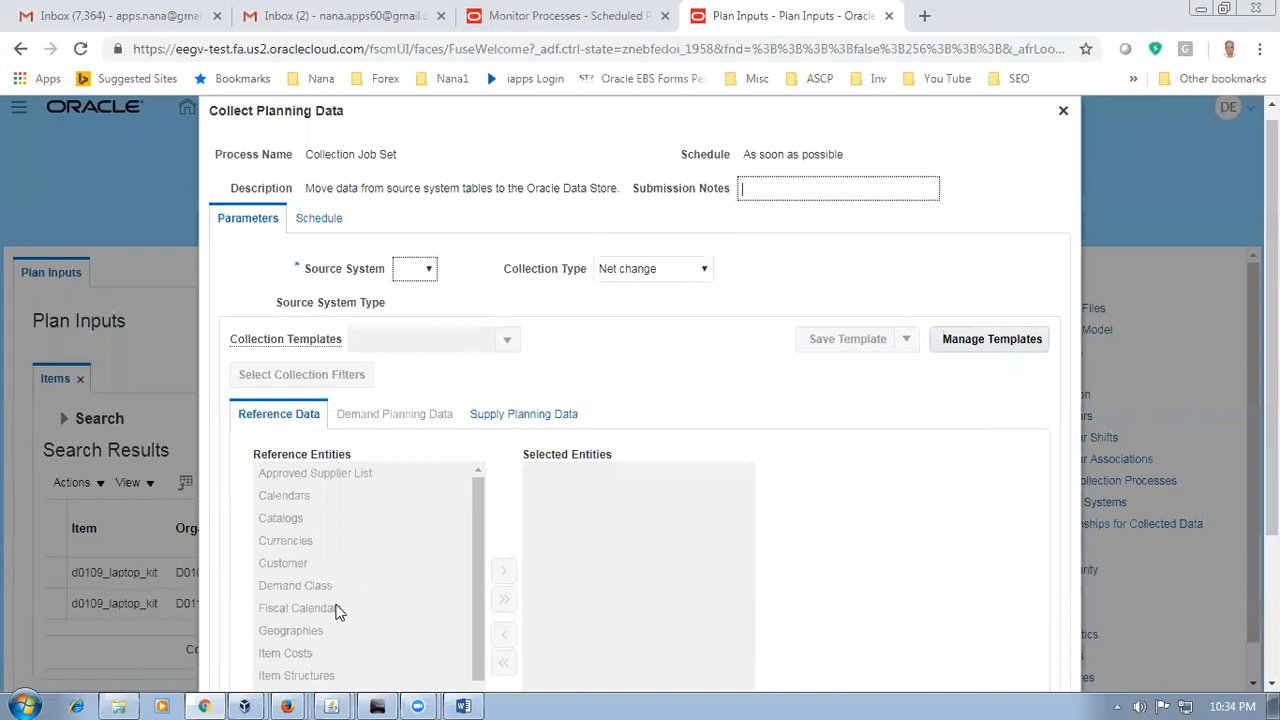 Inbox (7,364) - apps.nana@gmai
Inbox (2) - nana.apps60@gmail.c
Monitor Processes - Scheduled P
Plan Inputs - Plan Inputs - Oracle
https://eegv-test.fa.us2.oraclecloud.com/fscmUI/faces/FuseWelcome?_adf.ctrl-state=znebfedoi_1958&fnd=%3B%3B%3B%3Bfalse%3B256%3B%3B%3B&_afrLoo...
Apps
Suggested Sites
Bookmarks
Nana
Forex
Nana1
iapps Login
Oracle EBS Forms Pe
Misc
ASCP
Inv
You Tube
SEO
»
Other bookmarks
ORACLE
Collect Planning Data
DE
Process Name
Collection Job Set
Schedule
As soon as possible
Description
Move data from source system tables to the Oracle Data Store.
Submission Notes
Parameters
Schedule
* Source System
Collection Type
Net change
Source System Type
Collection Templates
Save Template
Manage Templates
Select Collection Filters
Reference Data
Demand Planning Data
Supply Planning Data
Reference Entities
Selected Entities
Approved Supplier List
Calendars
Catalogs
Currencies
Customer
Demand Class
Fiscal Calendar
Geographies
Item Costs
Item Structures
Plan Inputs
Plan Inputs
Items
Search
Search Results
Actions
View
Item
Orga
d0109_laptop_kit
D010
d0109_laptop_kit
D01
Co
Files
Model
Shifts
Associations
ollection Processes
Systems
nships for Collected Data
10:34 PM